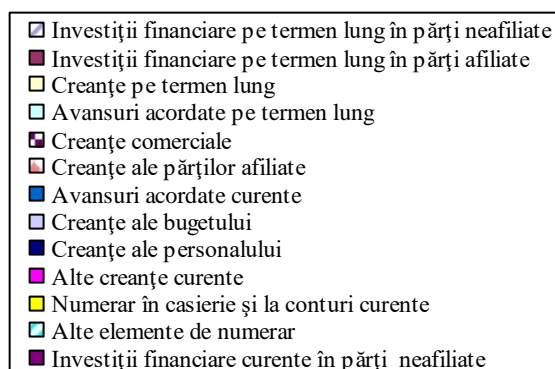 Investiţii financiare pe termen lung în părţi neafiliate
Investiţii financiare pe termen lung în părţi afiliate
Creanţe pe termen lung
Avansuri acordate pe termen lung
Creanţe comerciale
Creanţe ale părţilor afiliate
Avansuri acordate curente
Creanţe ale bugetului
Creanţe ale personalului
Alte creanţe curente
Numerar în casierie şi la conturi curente
Alte elemente de numerar
Investiţii financiare curente în părţi neafiliate